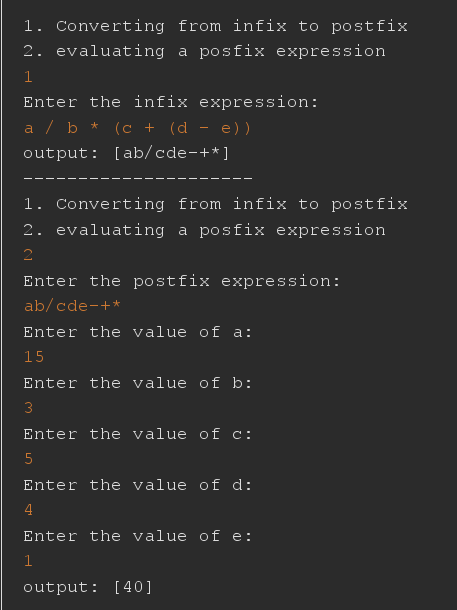 1. Converting from infix to postfix
2. evaluating a posfix expression
1
Enter the infix expression:
a / b * (c + (d - e))
output: [ab/cde-+*]
---------------------
1. Converting from infix to postfix
2. evaluating a posfix expression
2
Enter the postfix expression:
ab/cde-+*
Enter the value of a:
15
Enter the value of b:
3
Enter the value of c:
5
Enter the value of d:
4
Enter the value of e:
1
output: [40]